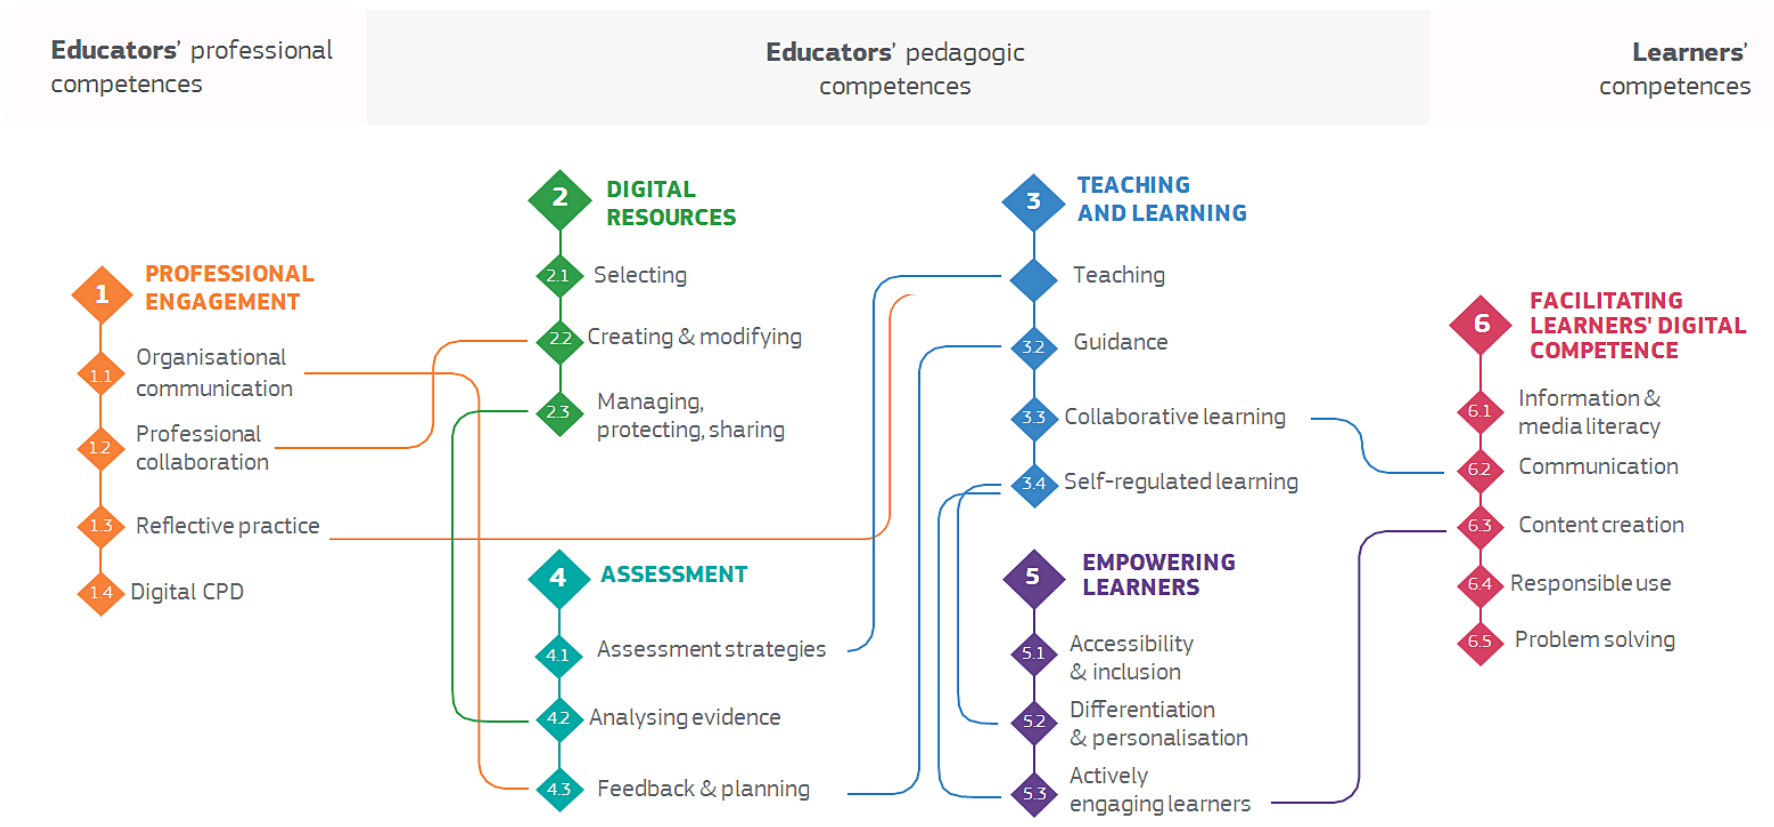 Educators’ professional
competences
Educators’ pedagogic
competences
Learners’
competences
1
PROFESSIONAL
ENGAGEMENT
1.1
Organisational
communication
1.2
Professional
collaboration
1.3
Reflective practice
1.4
Digital CPD
2
DIGITAL
RESOURCES
2.1
Selecting
2.2
Creating & modifying
2.3
Managing,
protecting, sharing
3
TEACHING
AND LEARNING
Teaching
3.2
Guidance
3.3
Collaborative learning
3.4
Self-regulated learning
4
ASSESSMENT
4.1
Assessment strategies
4.2
Analysing evidence
4.3
Feedback & planning
5
EMPOWERING
LEARNERS
5.1
Accessibility
& inclusion
5.2
Differentiation
& personalisation
5.3
Actively
engaging learners
6
FACILITATING
LEARNERS' DIGITAL
COMPETENCE
6.1
Information &
media literacy
6.2
Communication
6.3
Content creation
6.4
Responsible use
6.5
Problem solving